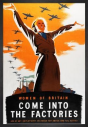 WOMEN OF BRITAIN
COME INTO
THE FACTORIES